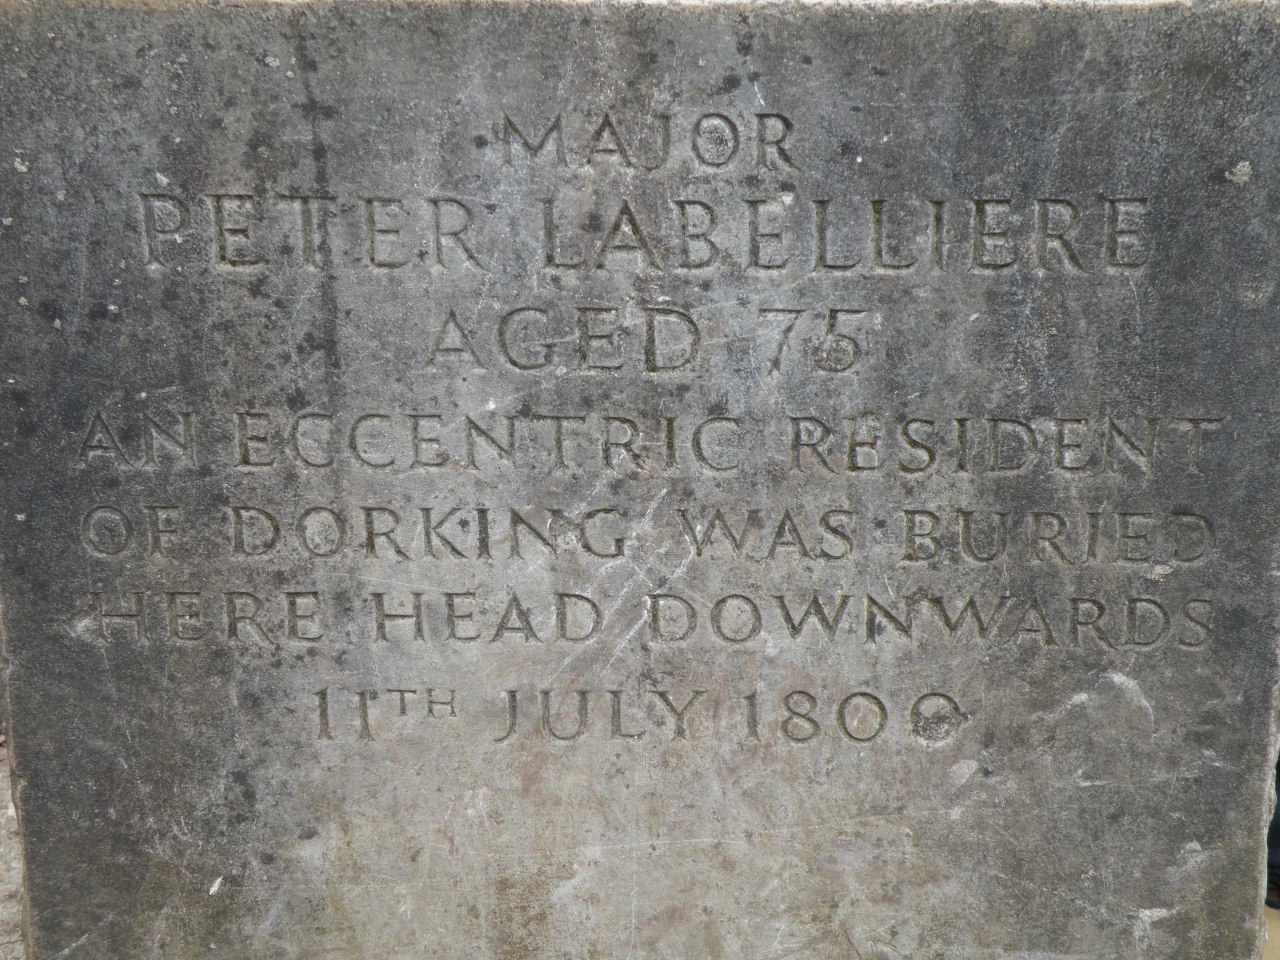 MAJOR
PETER LABELLIERE
AGED 75
AN ECCENTRIC RESIDENT
OF DORKING WAS BURIED
HERE HEAD DOWNWARDS
11TH JULY 1800